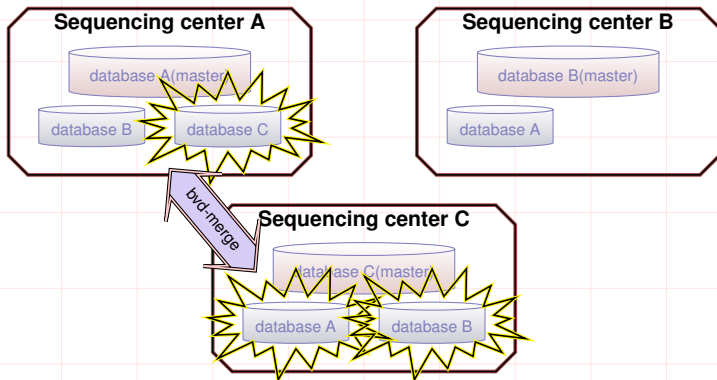 Sequencing center A
database A(master)
database B
database C
Sequencing center B
database B(master)
database A
bvd-merge
Sequencing center C
database C(master)
database A
database B